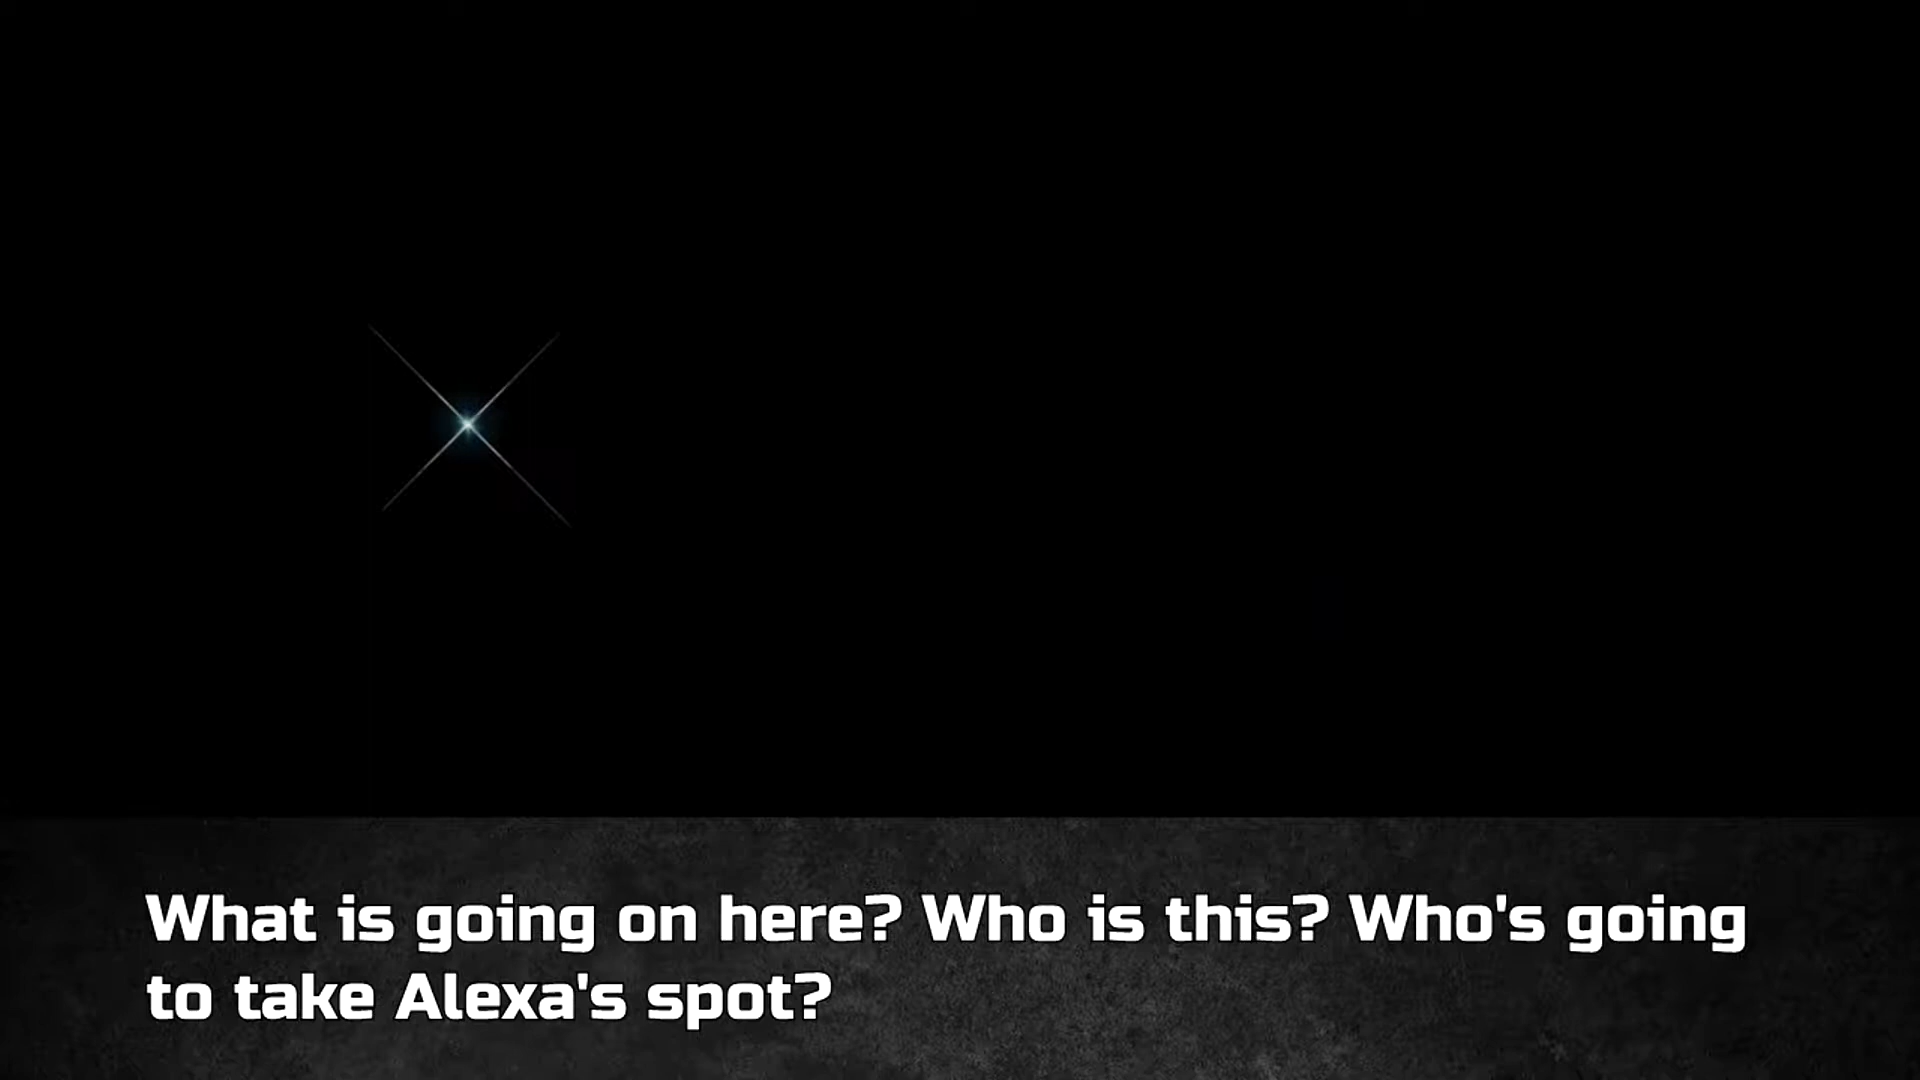 What is going on here? Who is this? Who's going
to take Alexa's spot?